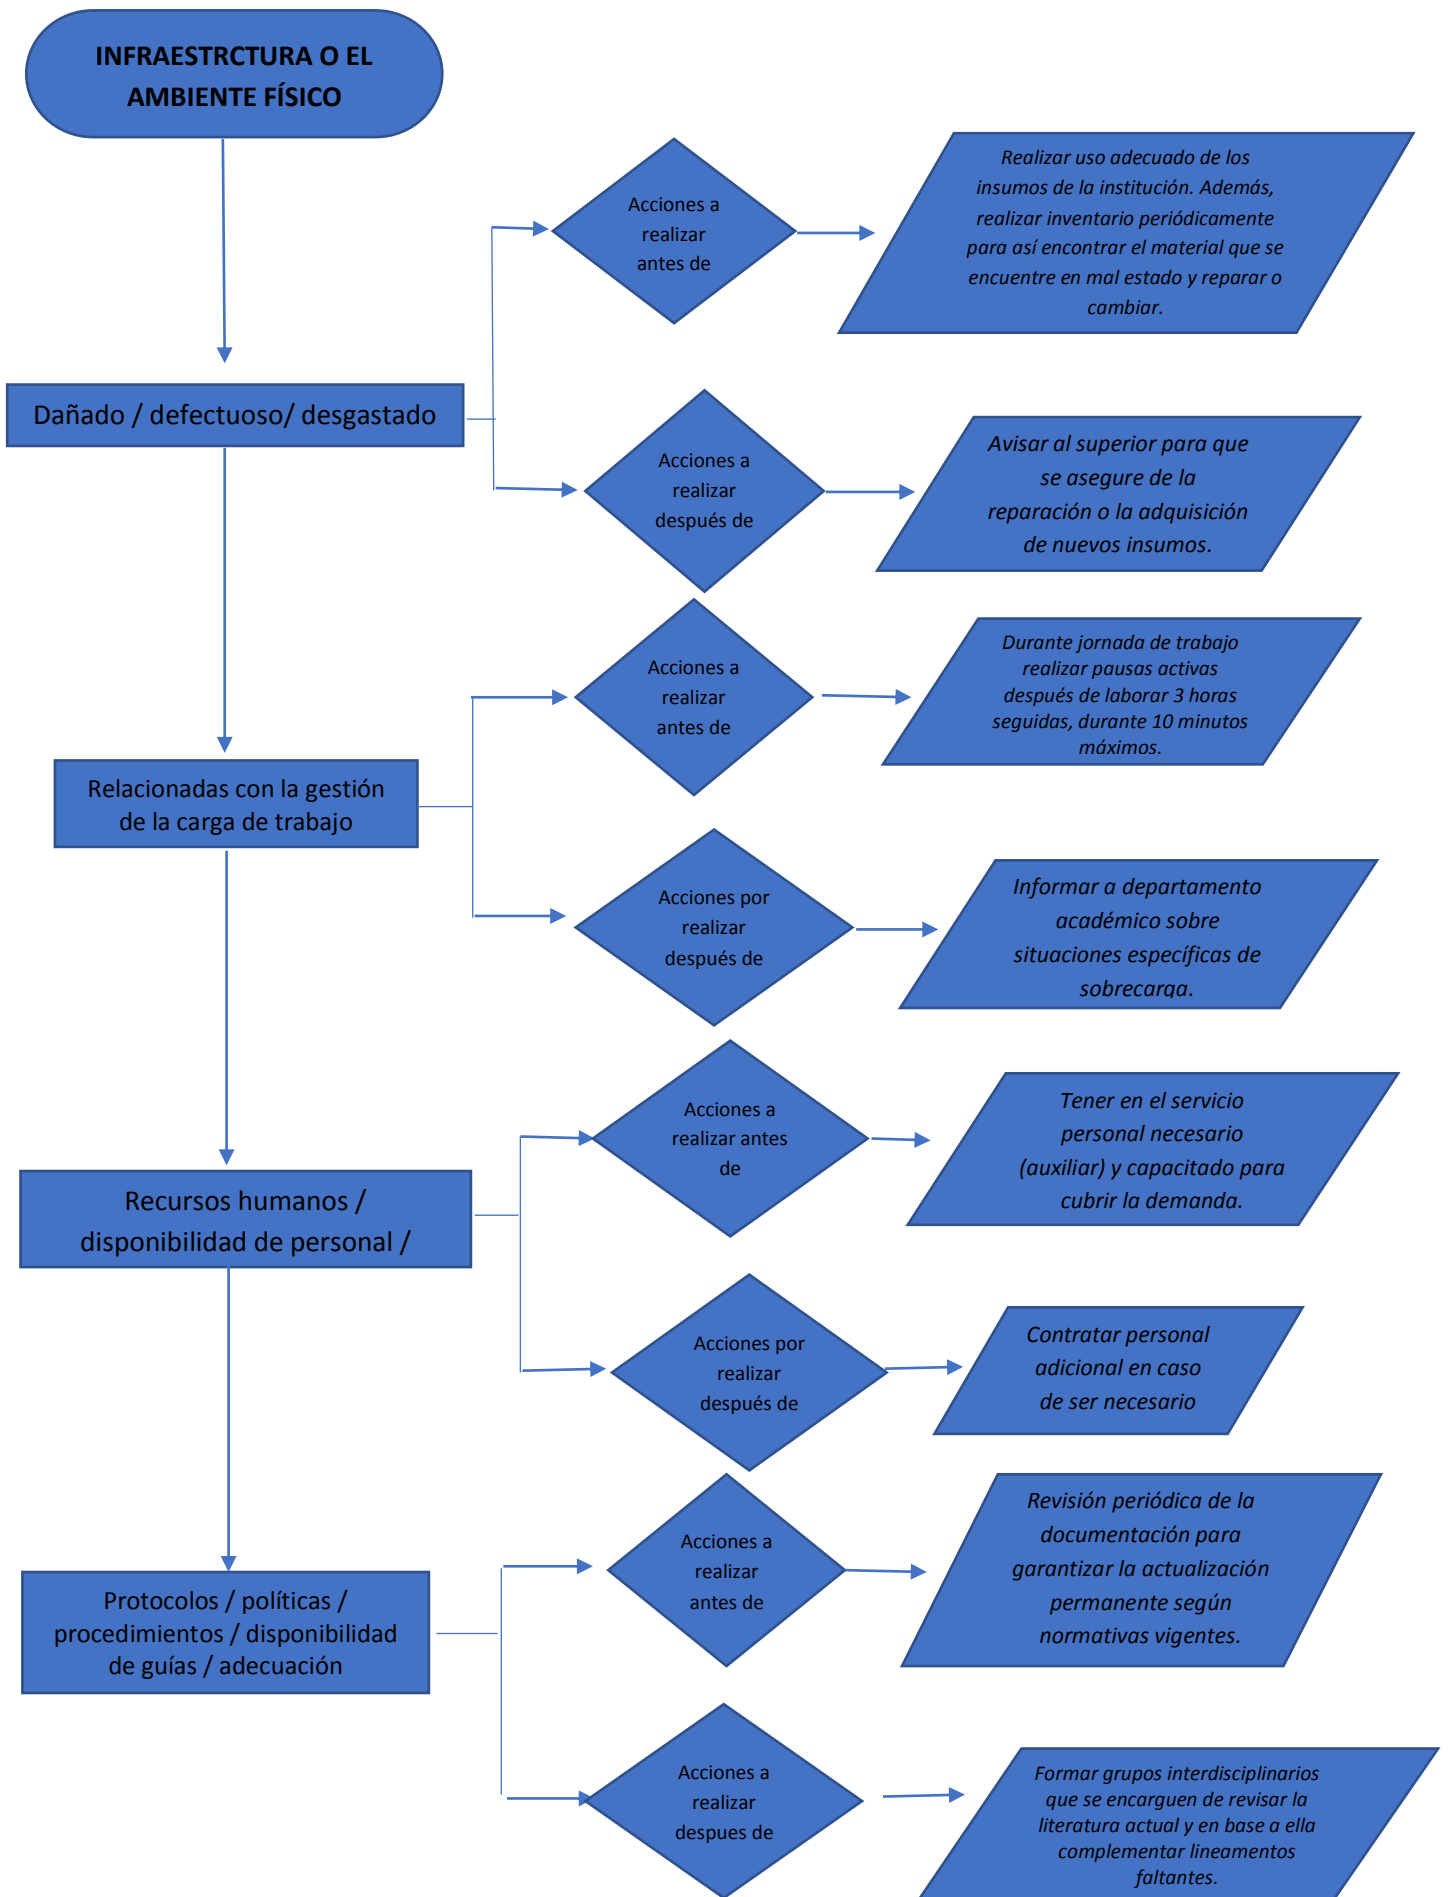 INFRAESTRCTURA O EL
AMBIENTE FÍSICO
Acciones a
realizar
antes de
Realizar uso adecuado de los
insumos de la institución. Además,
realizar inventario periódicamente
para así encontrar el material que se
encuentre en mal estado y reparar o
cambiar.
Dañado / defectuoso/ desgastado
Acciones a
realizar
después de
Avisar al superior para que
se asegure de la
reparación o la adquisición
de nuevos insumos.
Acciones a
realizar
antes de
Durante jornada de trabajo
realizar pausas activas
después de laborar 3 horas
seguidas, durante 10 minutos
máximos.
Relacionadas con la gestión
de la carga de trabajo
Acciones por
realizar
después de
Informar a departamento
académico sobre
situaciones específicas de
sobrecarga.
Acciones a
realizar antes
de
Tener en el servicio
personal necesario
(auxiliar) y capacitado para
cubrir la demanda.
Recursos humanos /
disponibilidad de personal /
Acciones por
realizar
después de
Contratar personal
adicional en caso
de ser necesario
Acciones a
realizar
antes de
Revisión periódica de la
documentación para
garantizar la actualización
permanente según
normativas vigentes.
Protocolos / políticas /
procedimientos / disponibilidad
de guías / adecuación
Acciones a
realizar
despues de
Formar grupos interdisciplinarios
que se encarguen de revisar la
literatura actual y en base a ella
complementar lineamentos
faltantes.